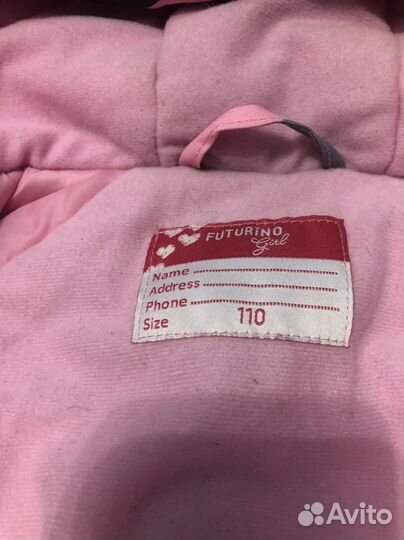 FUTURINO
Girl
Name
Address
Phone
Size 110
Avito